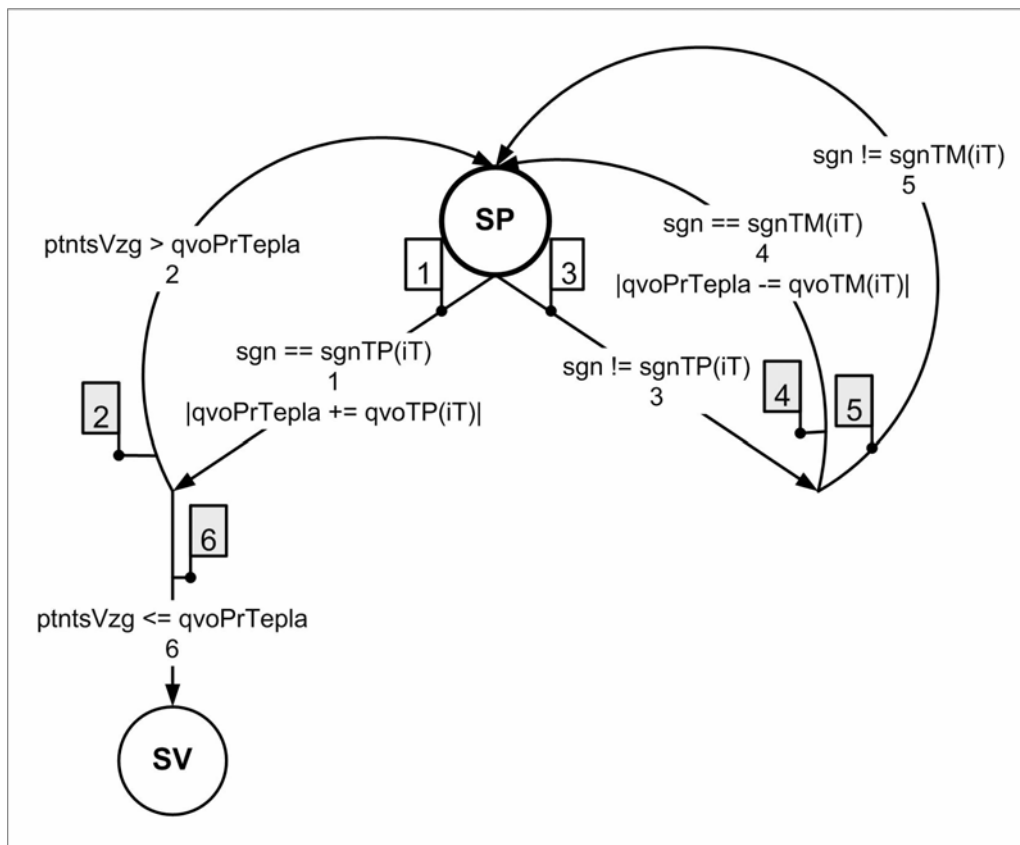 sgn != sgnTM(iT)
5
SP
sgn == sgnTM(iT)
4
|qvoPrTepla -= qvoTM(iT)|
ptntsVzg > qvoPrTepla
2
1
3
sgn == sgnTP(iT)
1
|qvoPrTepla += qvoTP(iT)|
sgn != sgnTP(iT)
3
2
4
5
6
ptntsVzg <= qvoPrTepla
6
SV